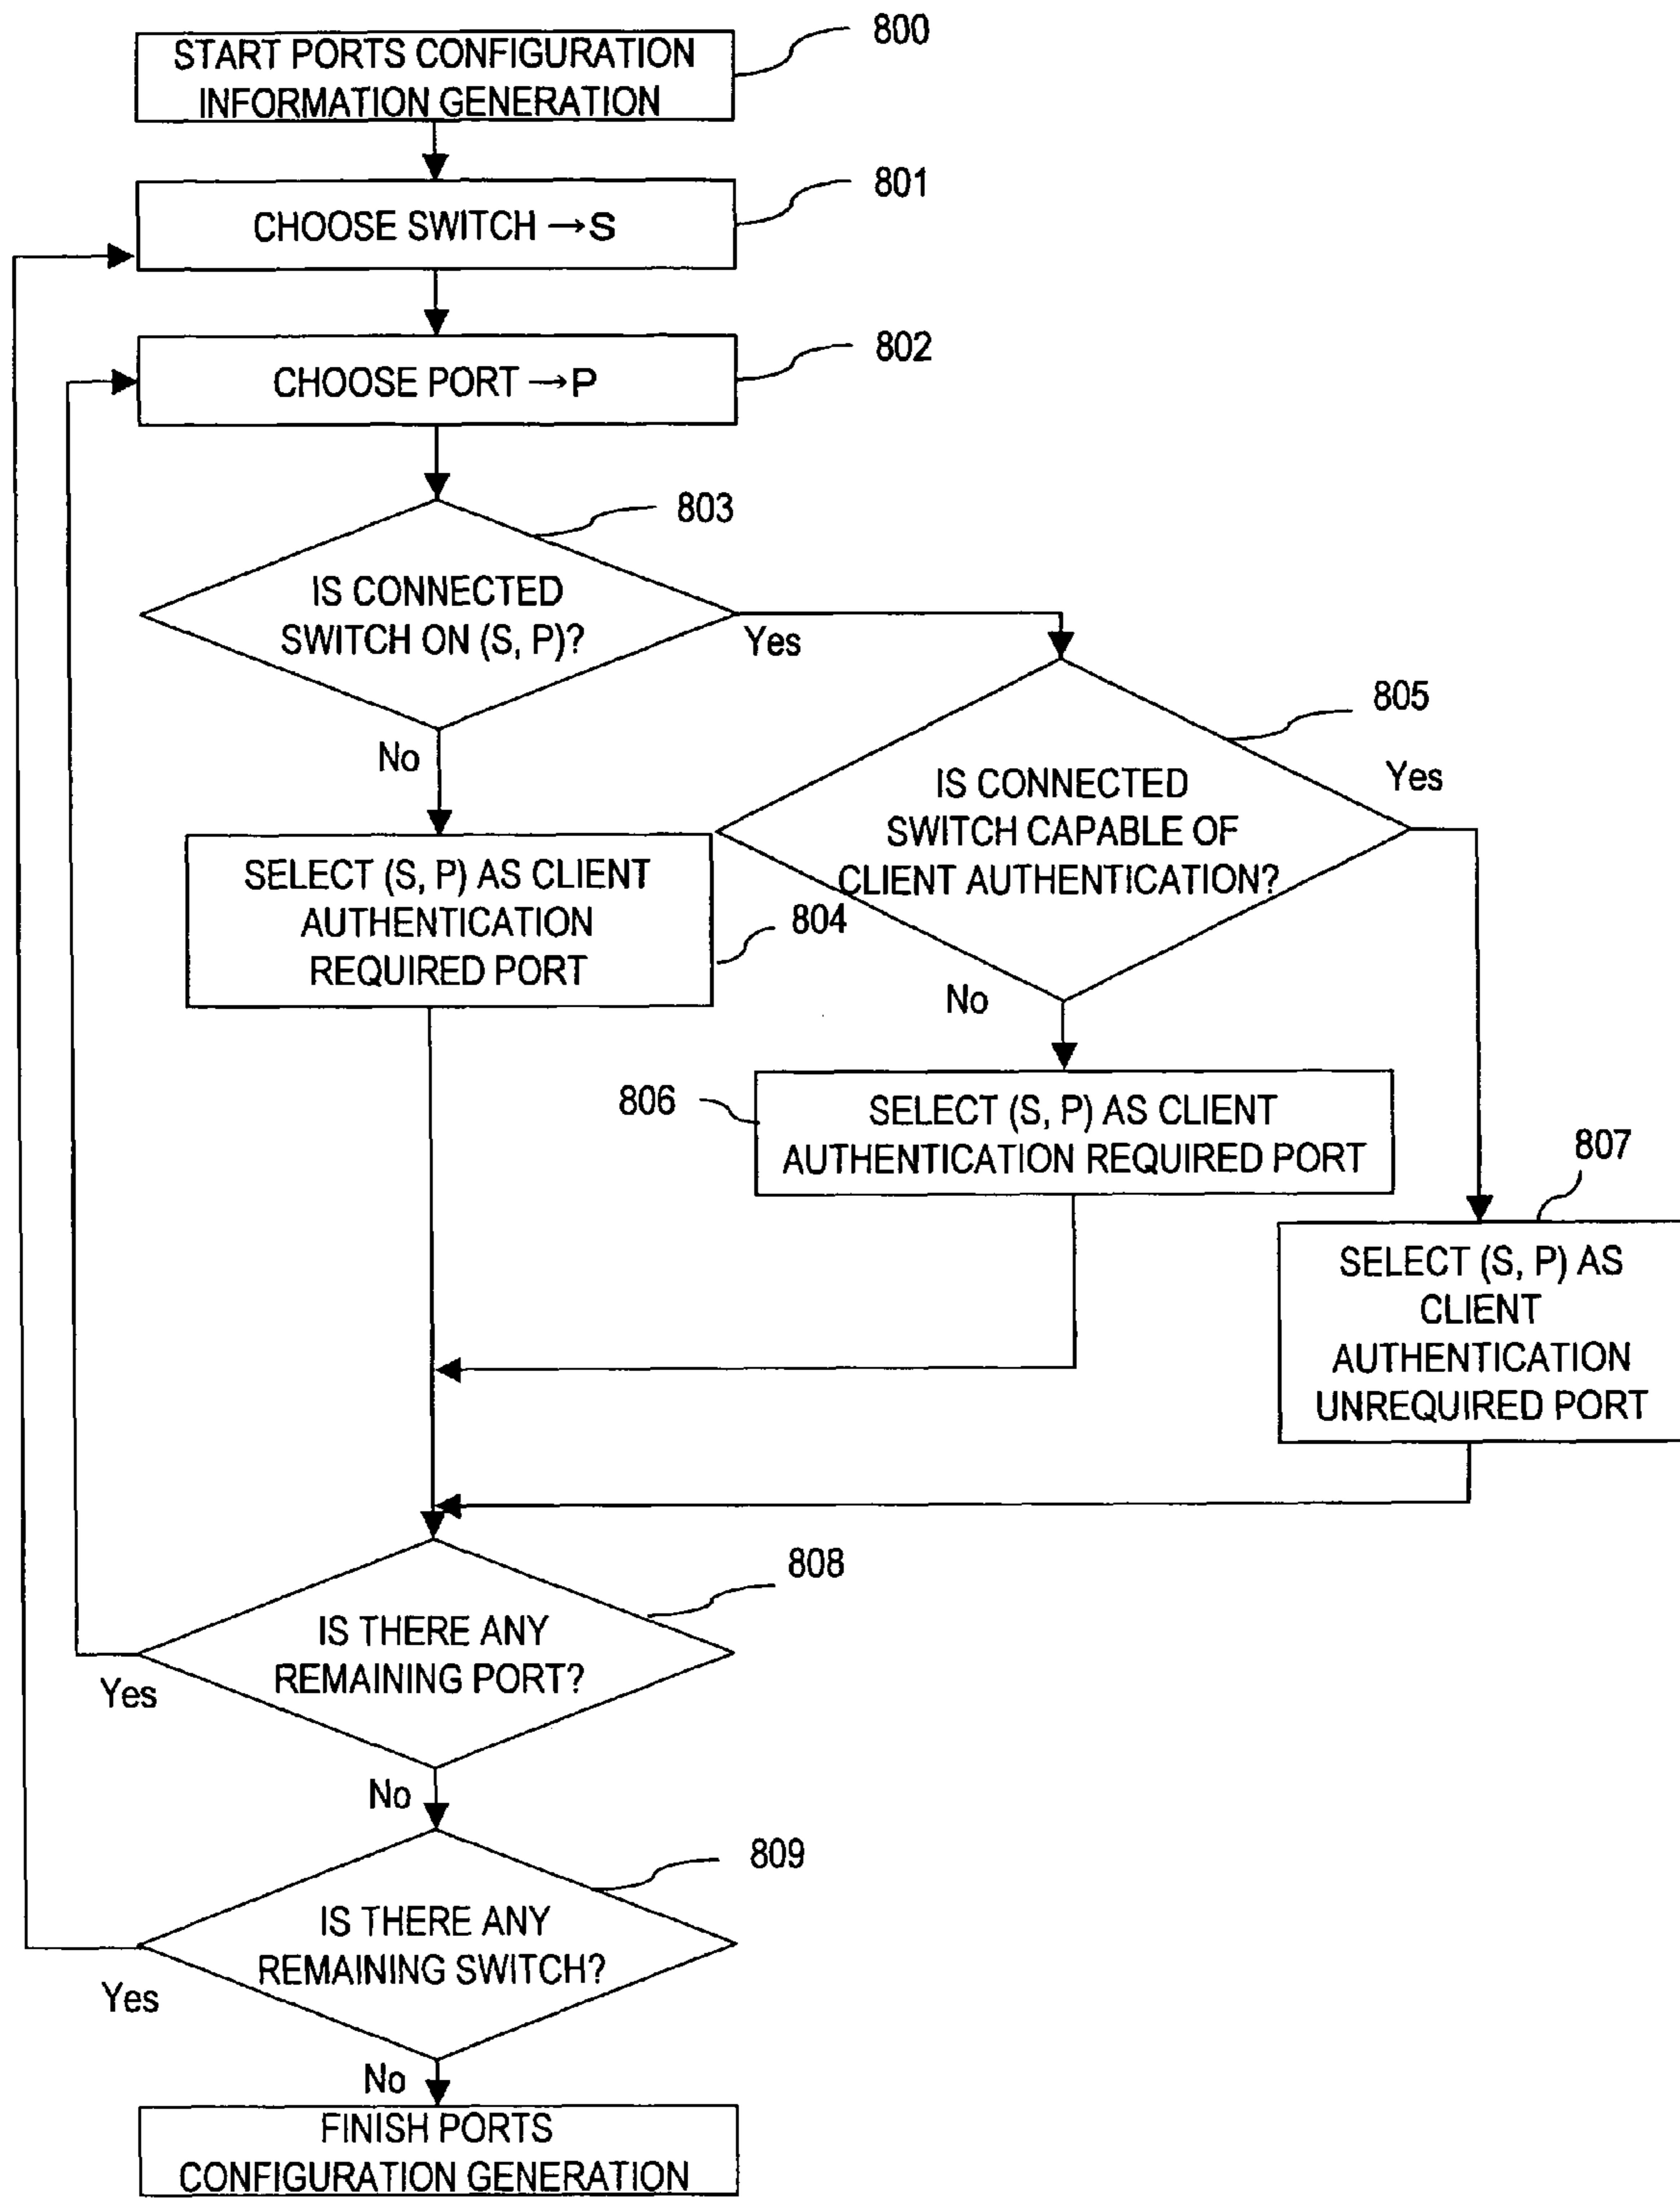 800
START PORTS CONFIGURATION
INFORMATION GENERATION
801
CHOOSE SWITCH →S
802
CHOOSE PORT →P
803
IS CONNECTED
SWITCH ON (S, P)?
Yes
No
805
IS CONNECTED
SWITCH CAPABLE OF
CLIENT AUTHENTICATION?
Yes
No
SELECT (S, P) AS CLIENT
AUTHENTICATION
REQUIRED PORT
804
806
SELECT (S, P) AS CLIENT
AUTHENTICATION REQUIRED PORT
807
SELECT (S, P) AS
CLIENT
AUTHENTICATION
UNREQUIRED PORT
808
IS THERE ANY
REMAINING PORT?
Yes
No
809
IS THERE ANY
REMAINING SWITCH?
Yes
No
FINISH PORTS
CONFIGURATION GENERATION